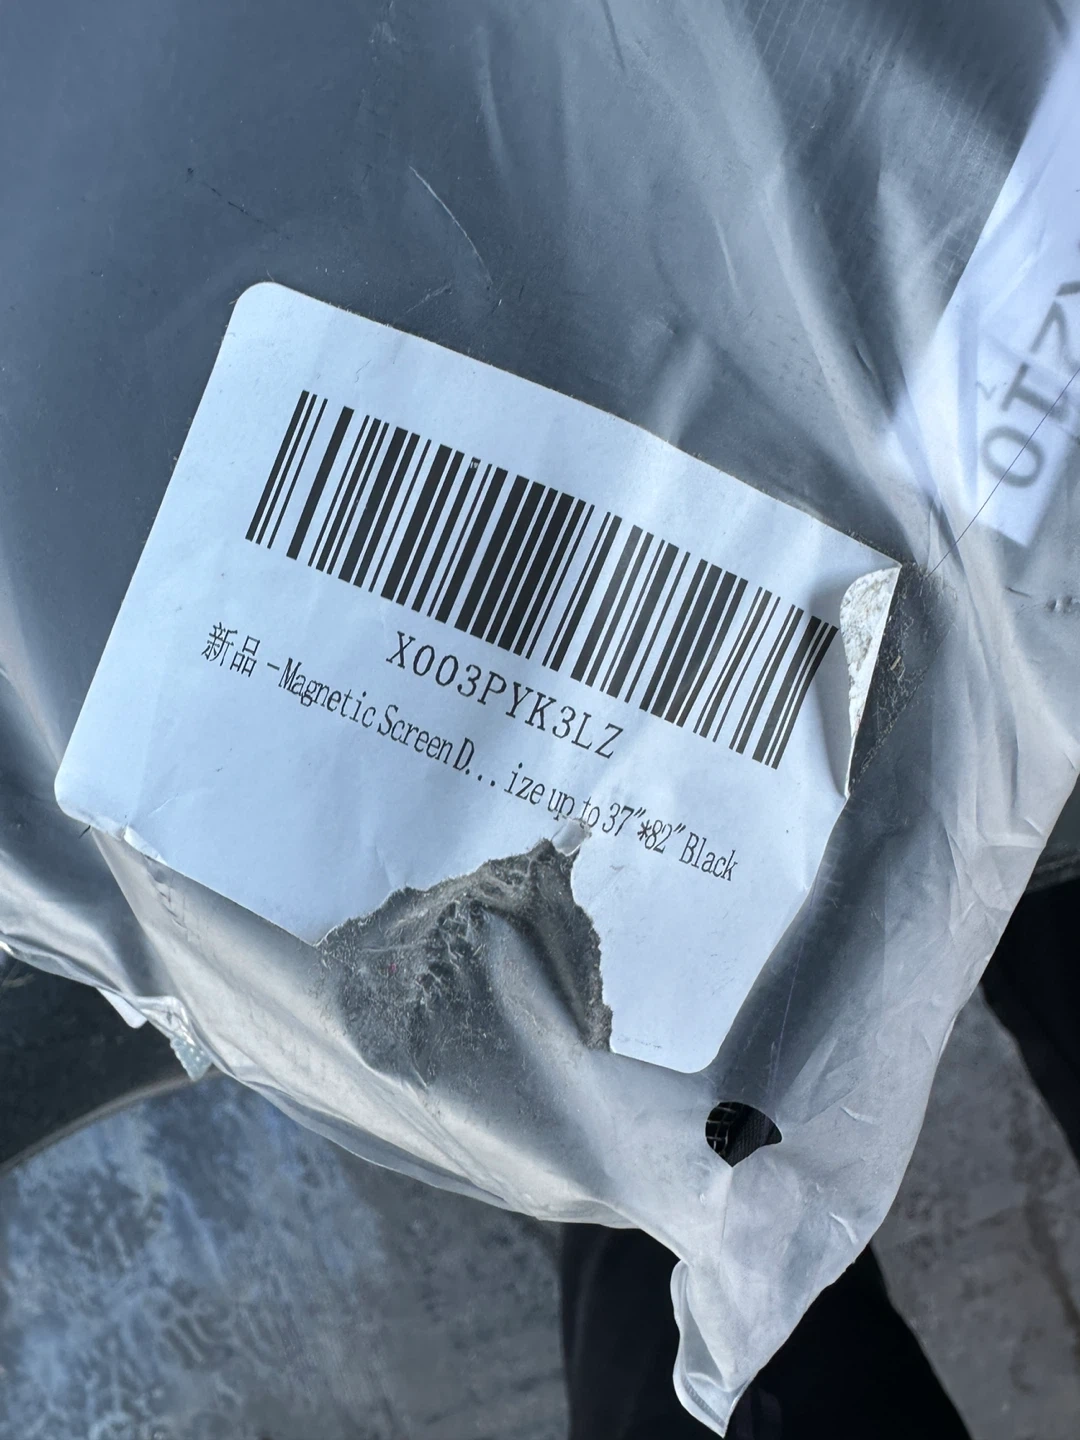 X003PYK3LZ
新品 -Magnetic Screen D... ize up to 37"*82" Black